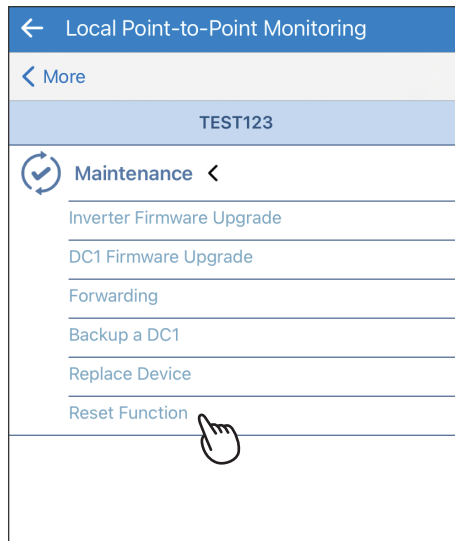 Local Point-to-Point Monitoring
More
TEST123
Maintenance
Inverter Firmware Upgrade
DC1 Firmware Upgrade
Forwarding
Backup a DC1
Replace Device
Reset Function